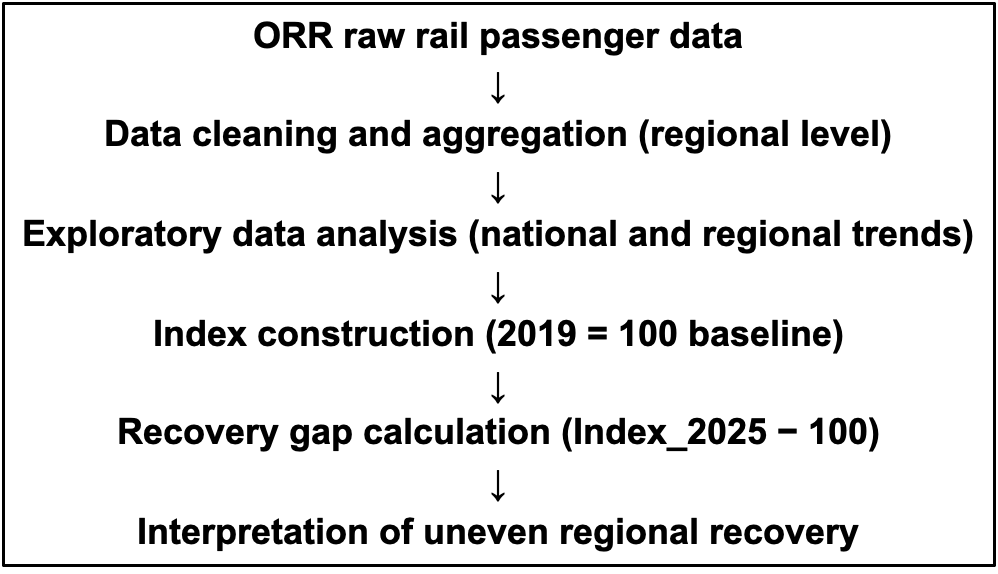 ORR raw rail passenger data
↓
Data cleaning and aggregation (regional level)
↓
Exploratory data analysis (national and regional trends)
↓
Index construction (2019 = 100 baseline)
↓
Recovery gap calculation (Index_2025 − 100)
↓
Interpretation of uneven regional recovery